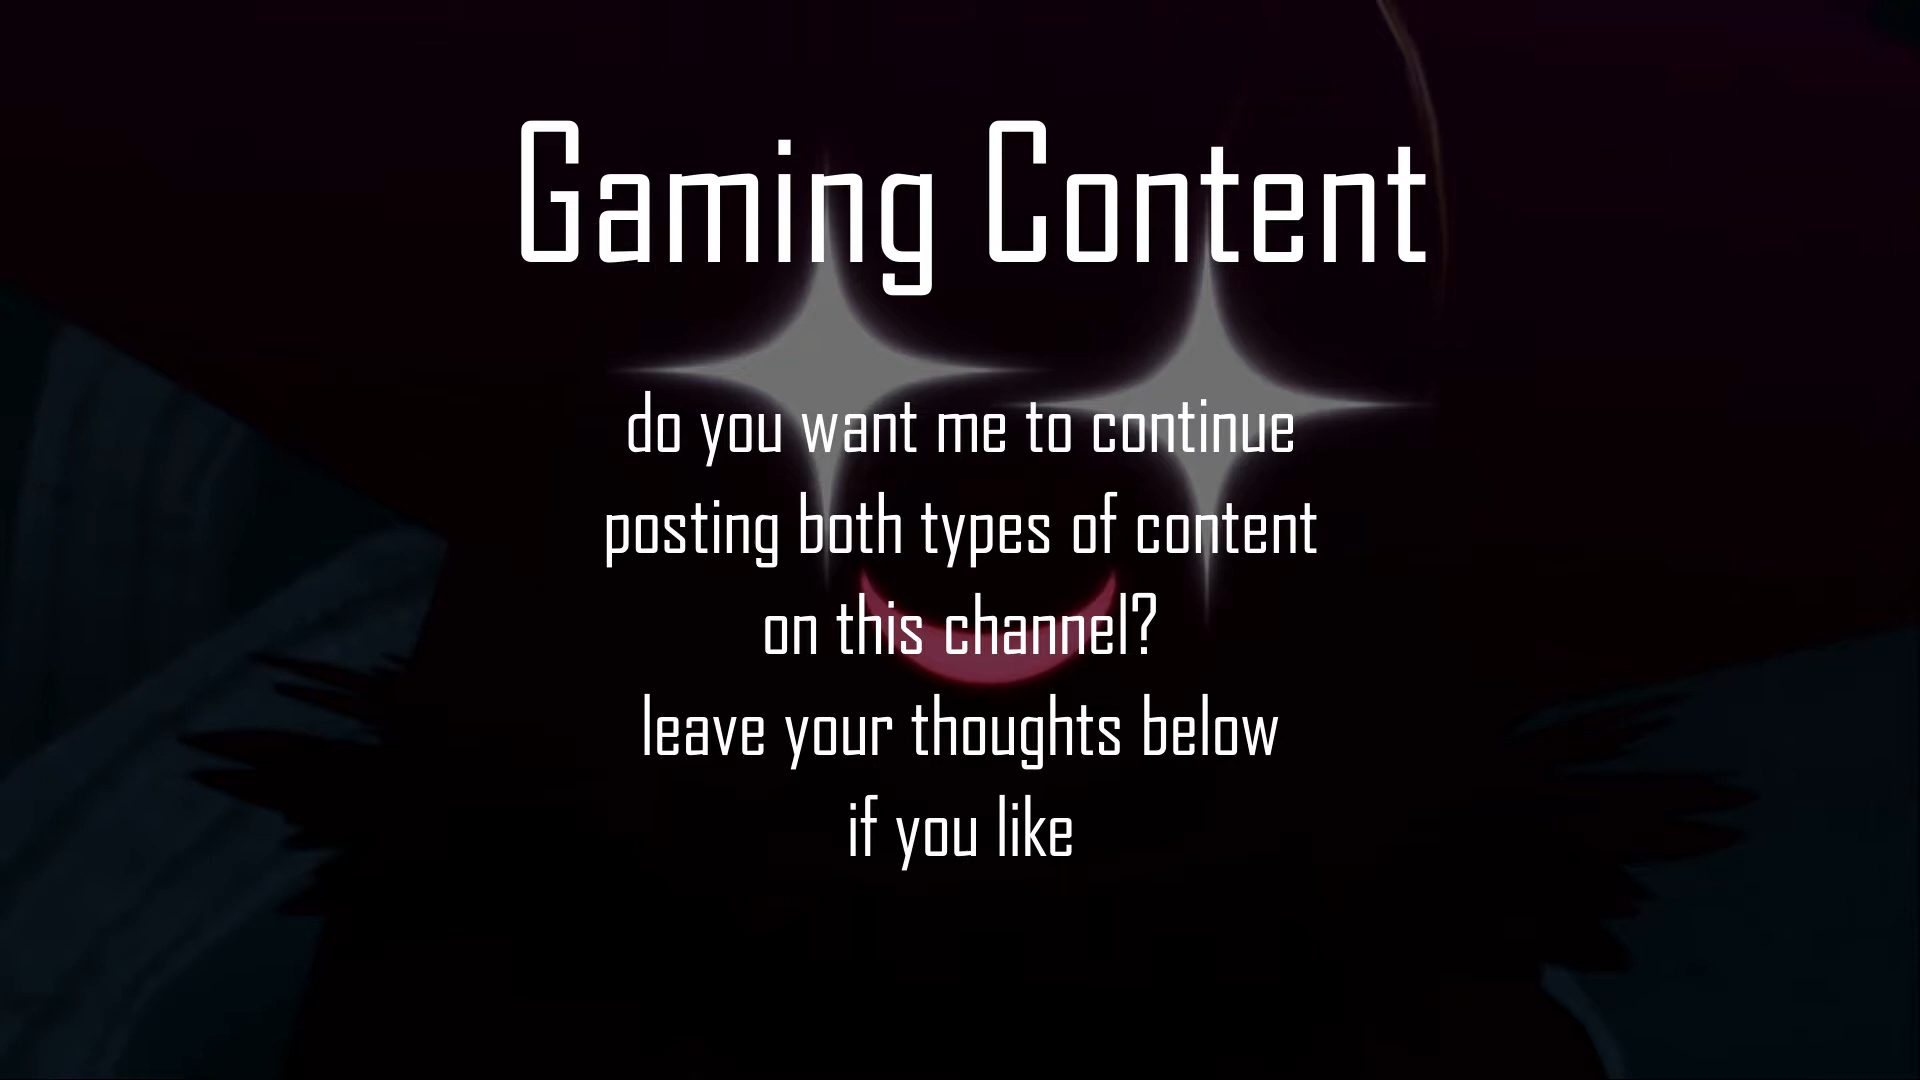 Gaming Content
do you want me to continue
posting both types of content
on this channel?
leave your thoughts below
if you like